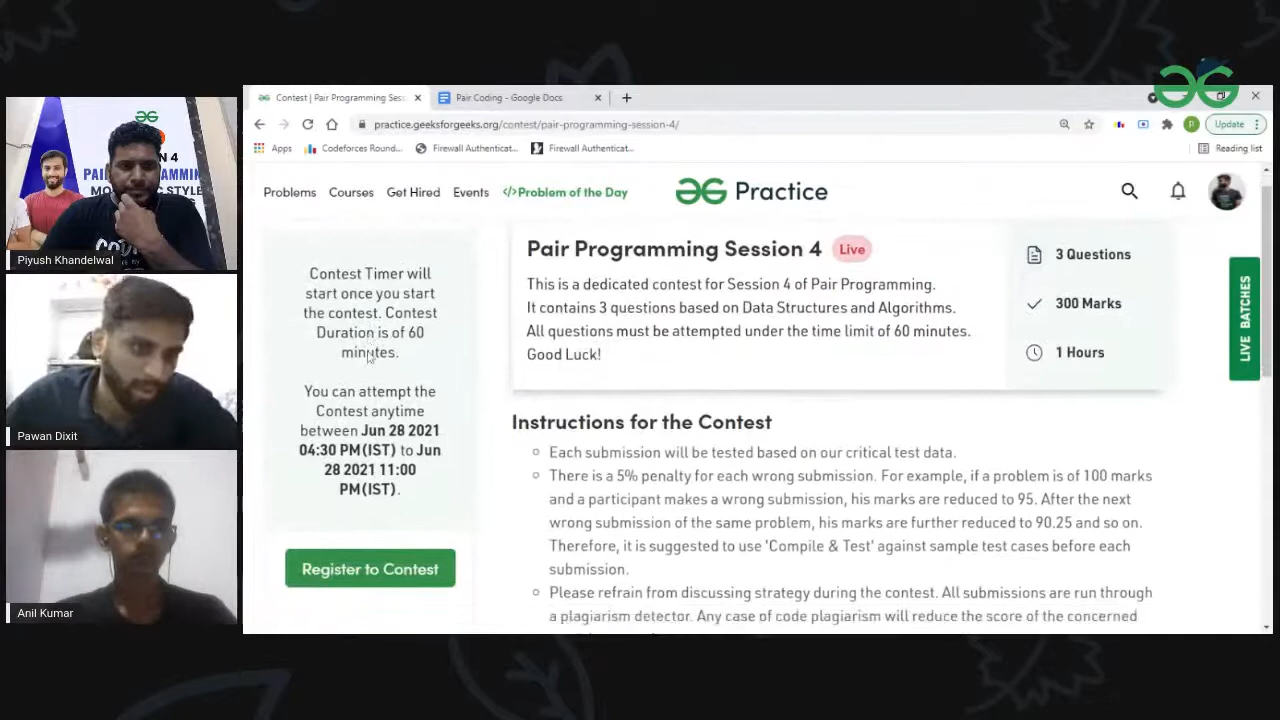 Contest | Pair Programming Ses
Pair Coding - Google Docs
practice.geeksforgeeks.org/contest/pair-programming-session-4/
Update
Apps
Codeforces Round...
Firewall Authenticat...
Firewall Authenticat...
Reading list
Problems
Courses
Get Hired
Events
</>Problem of the Day
Practice
Contest Timer will
start once you start
the contest. Contest
Duration is of 60
minutes.
You can attempt the
Contest anytime
between Jun 28 2021
04:30 PM(IST) to Jun
28 2021 11:00
PM(IST).
Register to Contest
Pair Programming Session 4
Live
This is a dedicated contest for Session 4 of Pair Programming.
It contains 3 questions based on Data Structures and Algorithms.
All questions must be attempted under the time limit of 60 minutes.
Good Luck!
3 Questions
300 Marks
1 Hours
LIVE BATCHES
Instructions for the Contest
Each submission will be tested based on our critical test data.
There is a 5% penalty for each wrong submission. For example, if a problem is of 100 marks
and a participant makes a wrong submission, his marks are reduced to 95. After the next
wrong submission of the same problem, his marks are further reduced to 90.25 and so on.
Therefore, it is suggested to use 'Compile & Test' against sample test cases before each
submission.
Please refrain from discussing strategy during the contest. All submissions are run through
a plagiarism detector. Any case of code plagiarism will reduce the score of the concerned
Piyush Khandelwal
Pawan Dixit
Anil Kumar